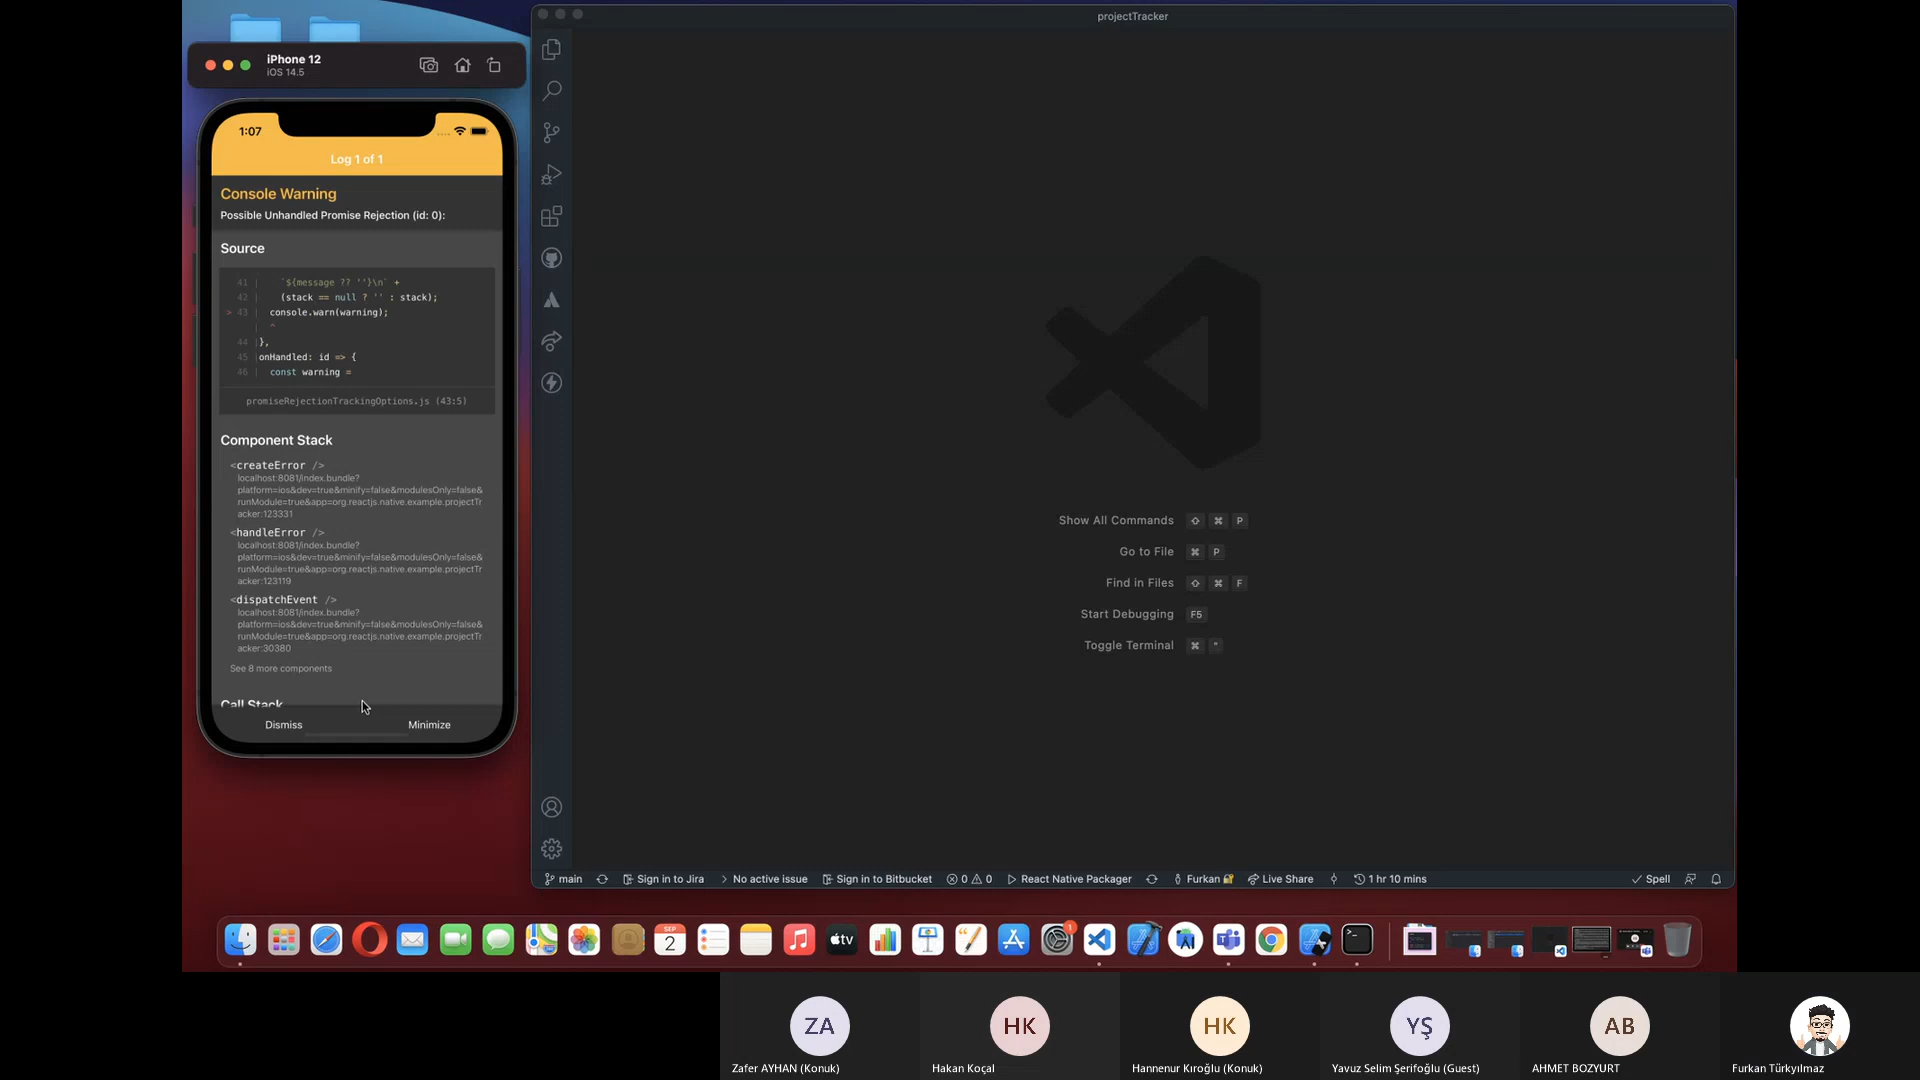 projectTracker
iPhone 12
iOS 14.5
1:07
Log 1 of 1
Console Warning
Possible Unhandled Promise Rejection (id: 0):
Source
41 | `${message ?? ''}\n` +
42 | (stack == null ? '' : stack);
> 43 | console.warn(warning);
| ^
44 | },
45 | onHandled: id => {
46 | const warning =
promiseRejectionTrackingOptions.js (43:5)
Component Stack
<createError />
localhost:8081/index.bundle?
platform=ios&dev=true&minify=false&modulesOnly=false&
runModule=true&app=org.reactjs.native.example.projectTr
acker:123331
<handleError />
localhost:8081/index.bundle?
platform=ios&dev=true&minify=false&modulesOnly=false&
runModule=true&app=org.reactjs.native.example.projectTr
acker:123119
<dispatchEvent />
localhost:8081/index.bundle?
platform=ios&dev=true&minify=false&modulesOnly=false&
runModule=true&app=org.reactjs.native.example.projectTr
acker:30380
See 8 more components
Call Stack
Dismiss Minimize
Show All Commands ⇧ ⌘ P
Go to File ⌘ P
Find in Files ⇧ ⌘ F
Start Debugging F5
Toggle Terminal ⌘ "
main Sign in to Jira No active issue Sign in to Bitbucket 0 0 React Native Packager Furkan Live Share 1 hr 10 mins Spell
SEP
2
tv
1
ZA HK HK YŞ AB
Zafer AYHAN (Konuk) Hakan Koçal Hannenur Kıroğlu (Konuk) Yavuz Selim Şerifoğlu (Guest) AHMET BOZYURT Furkan Türkyılmaz